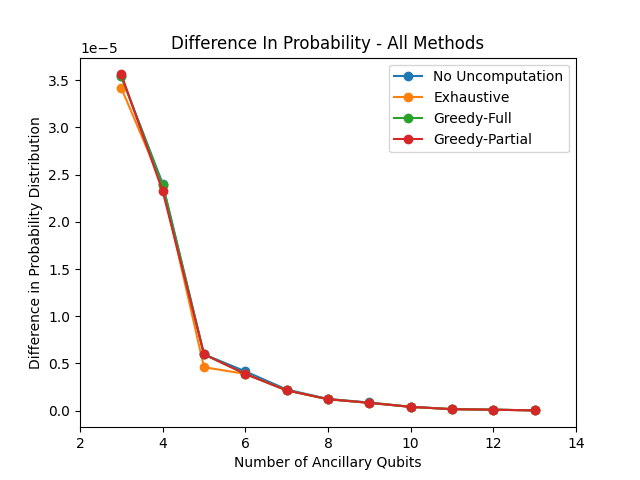 Difference In Probability - All Methods
1e−5
No Uncomputation
Exhaustive
Greedy-Full
Greedy-Partial
Difference in Probability Distribution
3.5
3.0
2.5
2.0
1.5
1.0
0.5
0.0
2 4 6 8 10 12 14
Number of Ancillary Qubits